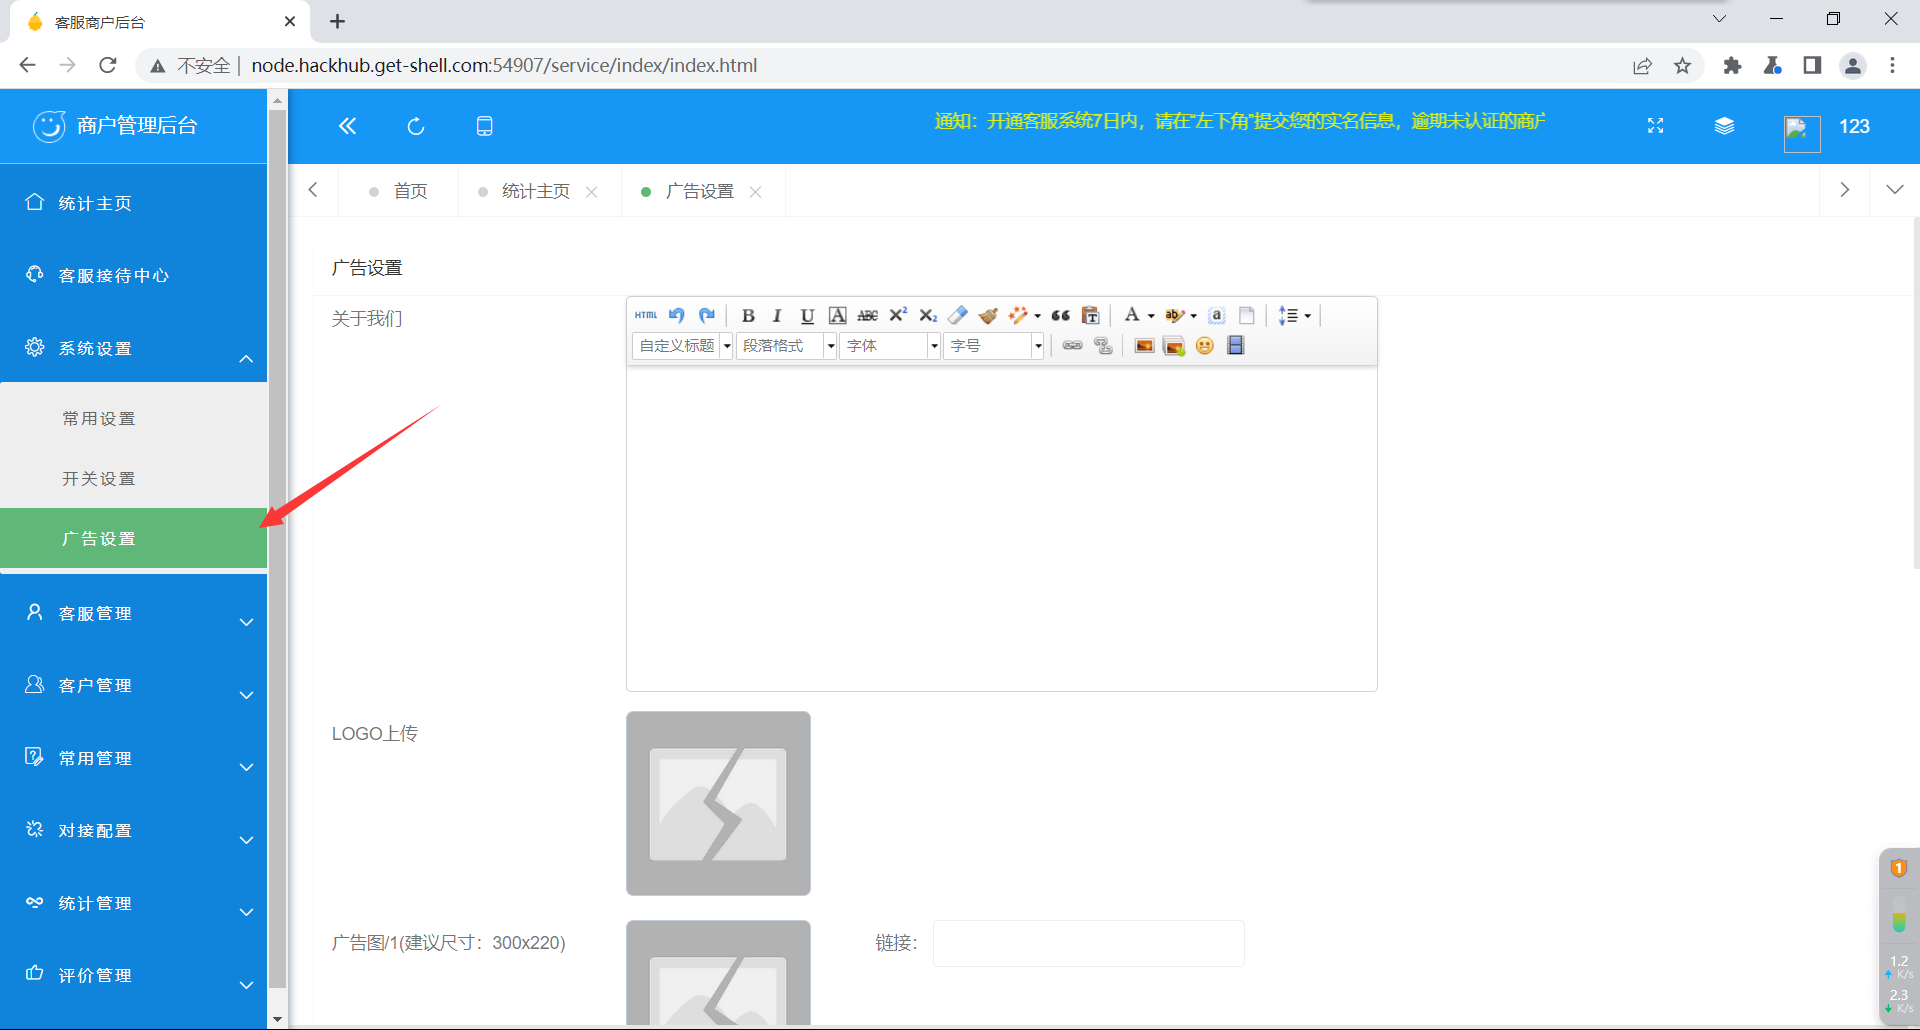 客服商户后台
不安全 | node.hackhub.get-shell.com:54907/service/index/index.html
商户管理后台
通知：开通客服系统7日内，请在"左下角"提交您的实名信息，逾期未认证的商户
123
首页
统计主页
广告设置
统计主页
客服接待中心
系统设置
常用设置
开关设置
广告设置
客服管理
客户管理
常用管理
对接配置
统计管理
评价管理
广告设置
关于我们
HTML B I U A ABC X² X₂ A ab a
自定义标题 段落格式 字体 字号
LOGO上传
广告图/1(建议尺寸：300x220)
链接：
1
1.2
K/s
2.3
K/s